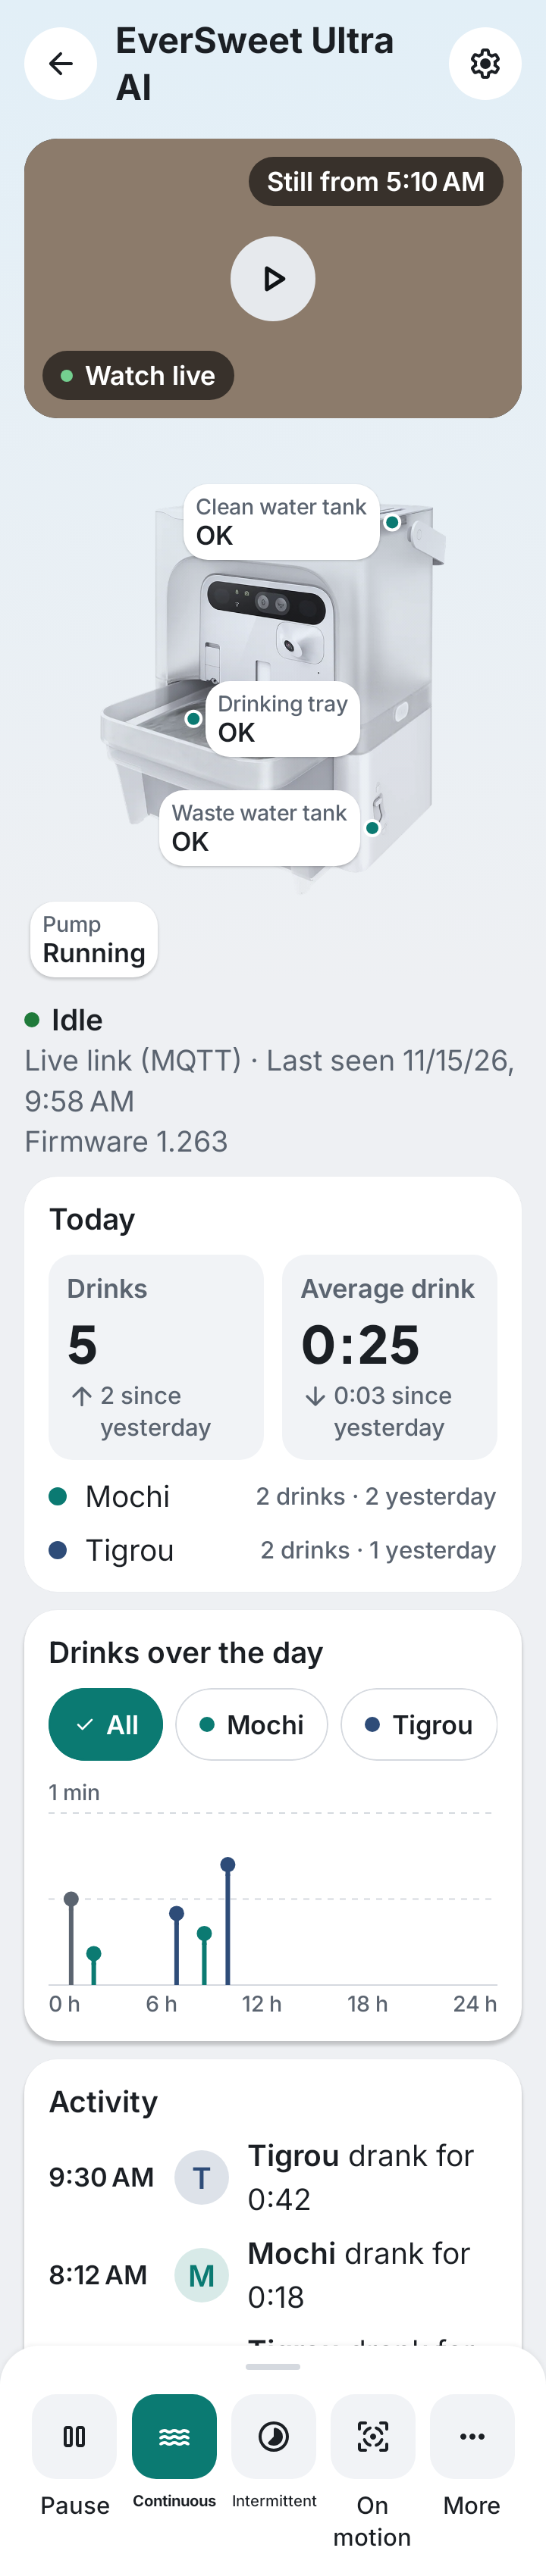 EverSweet Ultra
AI
Still from 5:10 AM
Watch live
Clean water tank
OK
Drinking tray
OK
Waste water tank
OK
Pump
Running
Idle
Live link (MQTT) · Last seen 11/15/26,
9:58 AM
Firmware 1.263
Today
Drinks
5
↑ 2 since
yesterday
Average drink
0:25
↓ 0:03 since
yesterday
Mochi 2 drinks · 2 yesterday
Tigrou 2 drinks · 1 yesterday
Drinks over the day
All Mochi Tigrou
1 min
0 h 6 h 12 h 18 h 24 h
Activity
9:30 AM T Tigrou drank for
0:42
8:12 AM M Mochi drank for
0:18
Pause Continuous Intermittent On
motion More